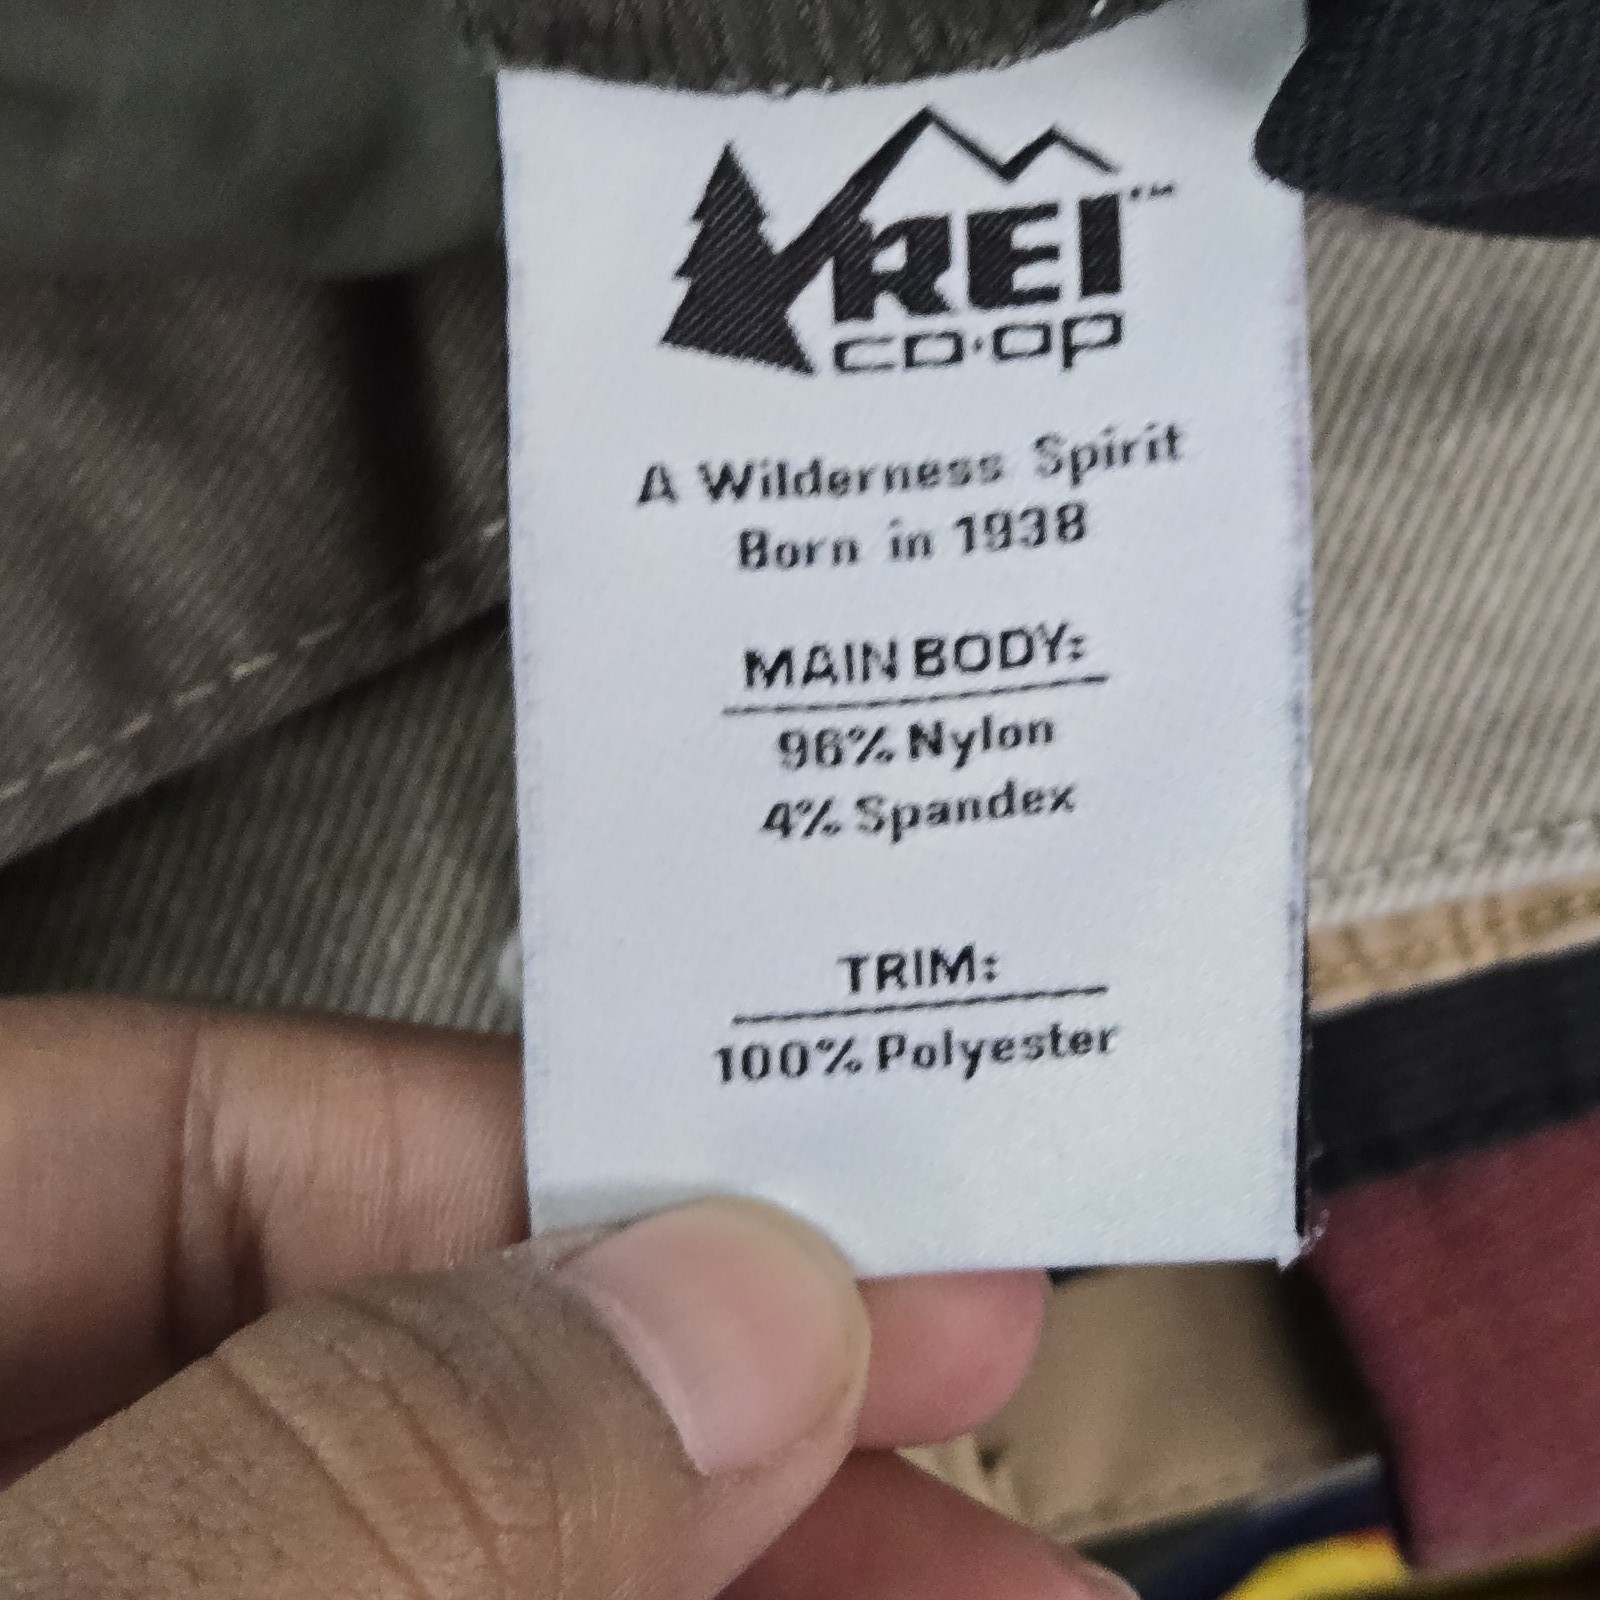 REI™
CO·OP
A Wilderness Spirit
Born in 1938
MAIN BODY:
96% Nylon
4% Spandex
TRIM:
100% Polyester